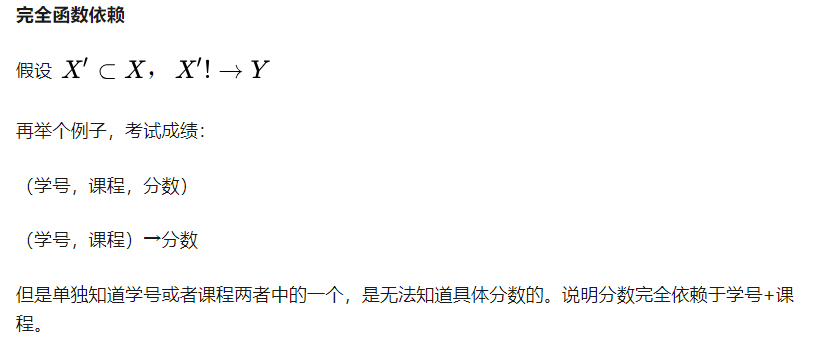 完全函数依赖
假设 X′ ⊂ X， X′! → Y
再举个例子，考试成绩：
（学号，课程，分数）
（学号，课程）→分数
但是单独知道学号或者课程两者中的一个，是无法知道具体分数的。说明分数完全依赖于学号+课
程。